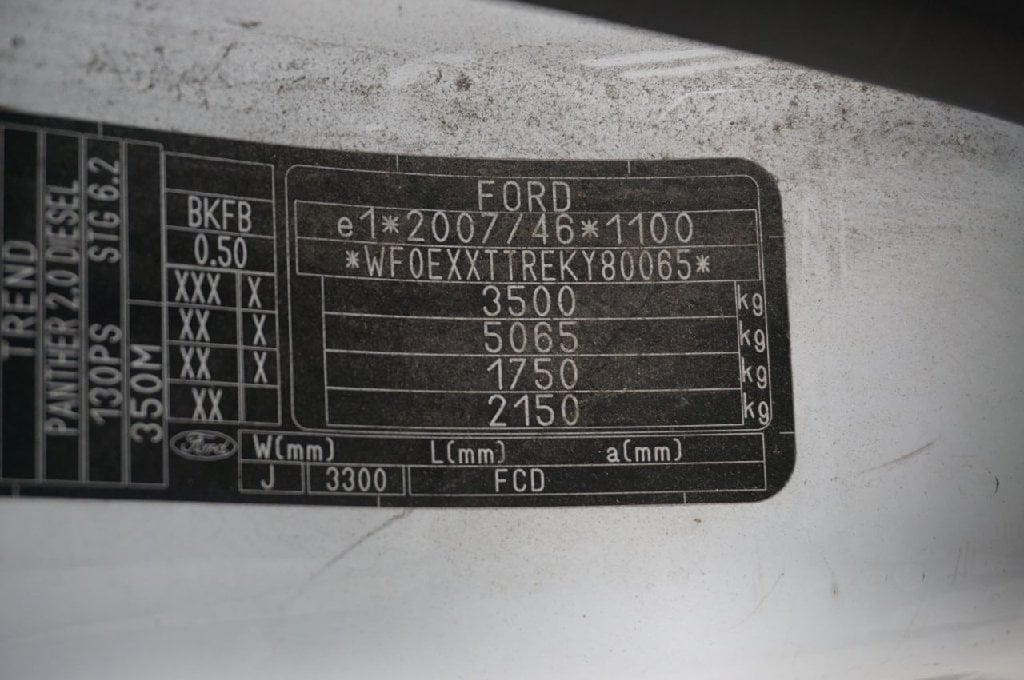 TREND
PANTHER 2.0 DIESEL
STG 6.2
130PS
350M
BKFB
0.50
XXX X
XX X
XX X
XX
Ford
FORD
e1*2007//46*1100
*WF0EXXTTREKY80065*
3500 kg
5065 kg
1750 kg
2150 kg
W(mm) L(mm) a(mm)
J 3300 FCD